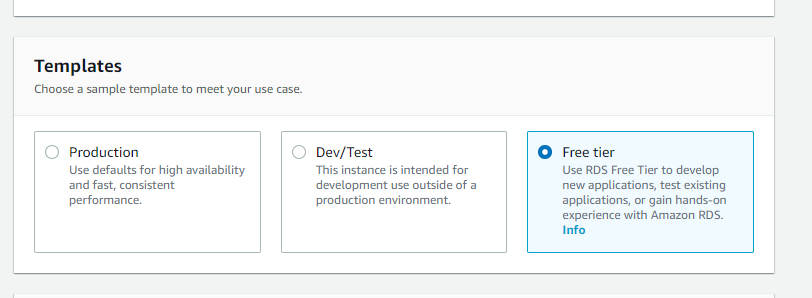 Templates
Choose a sample template to meet your use case.
Production
Use defaults for high availability
and fast, consistent
performance.
Dev/Test
This instance is intended for
development use outside of a
production environment.
Free tier
Use RDS Free Tier to develop
new applications, test existing
applications, or gain hands-on
experience with Amazon RDS.
Info